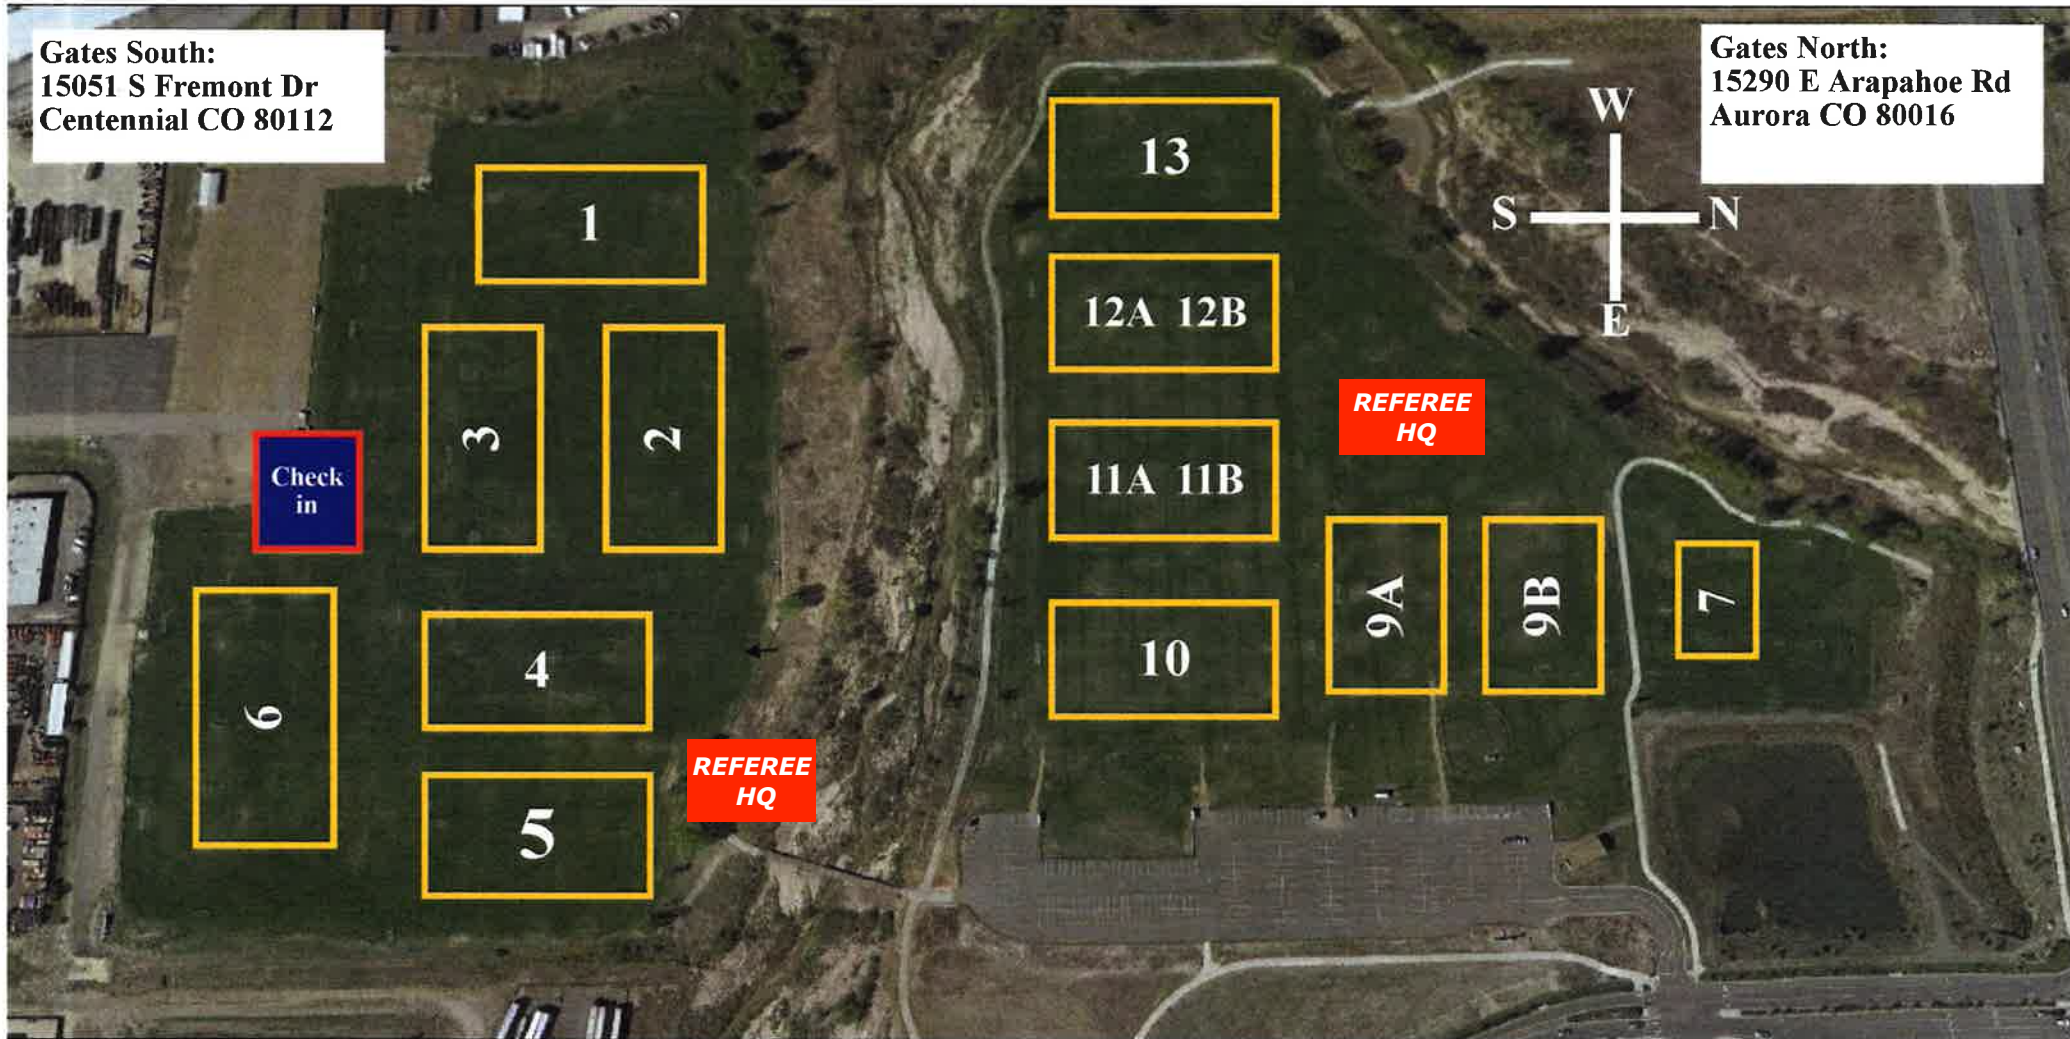 Gates South:
15051 S Fremont Dr
Centennial CO 80112
Gates North:
15290 E Arapahoe Rd
Aurora CO 80016
W
S
N
E
13
1
12A 12B
REFEREE
HQ
3
2
Check
in
11A 11B
9A
9B
7
10
4
6
REFEREE
HQ
5